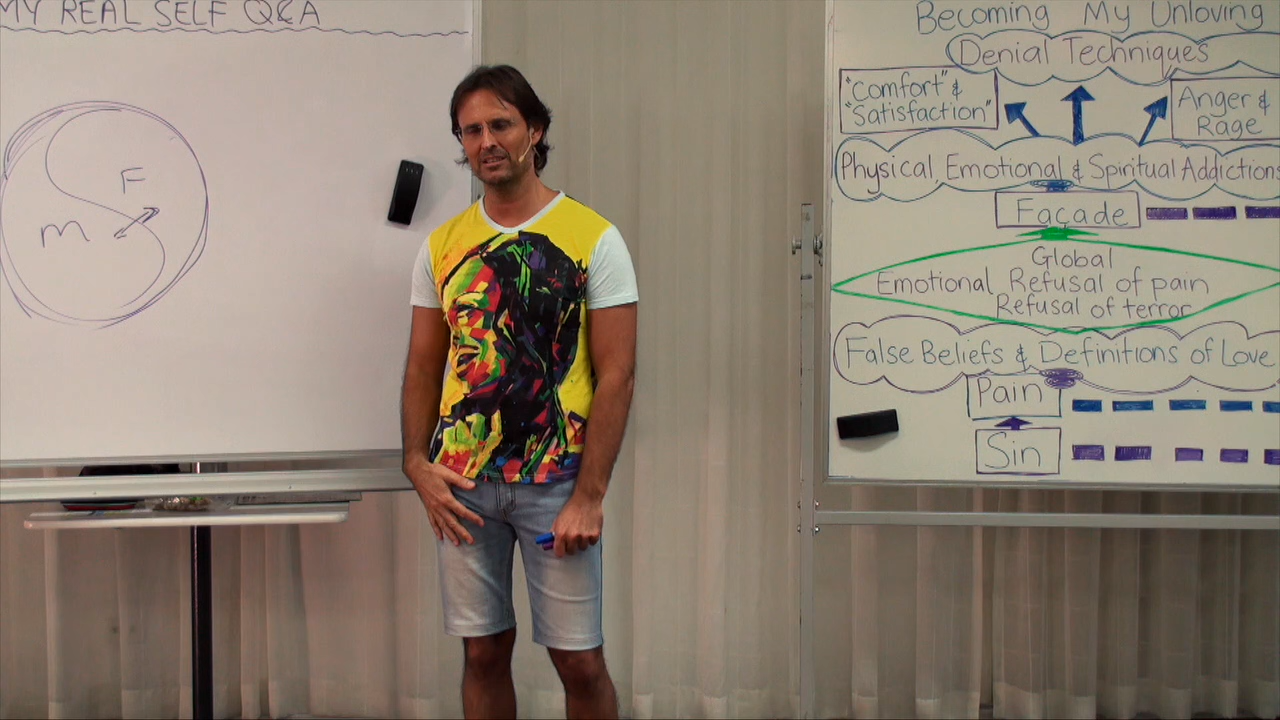 MY REAL SELF Q&A
F
M
Becoming My Unloving
Denial Techniques
"Comfort" &
"Satisfaction"
Anger &
Rage
Physical, Emotional & Spiritual Addictions
Façade
Global
Emotional Refusal of pain
Refusal of terror
False Beliefs & Definitions of Love
Pain
Sin